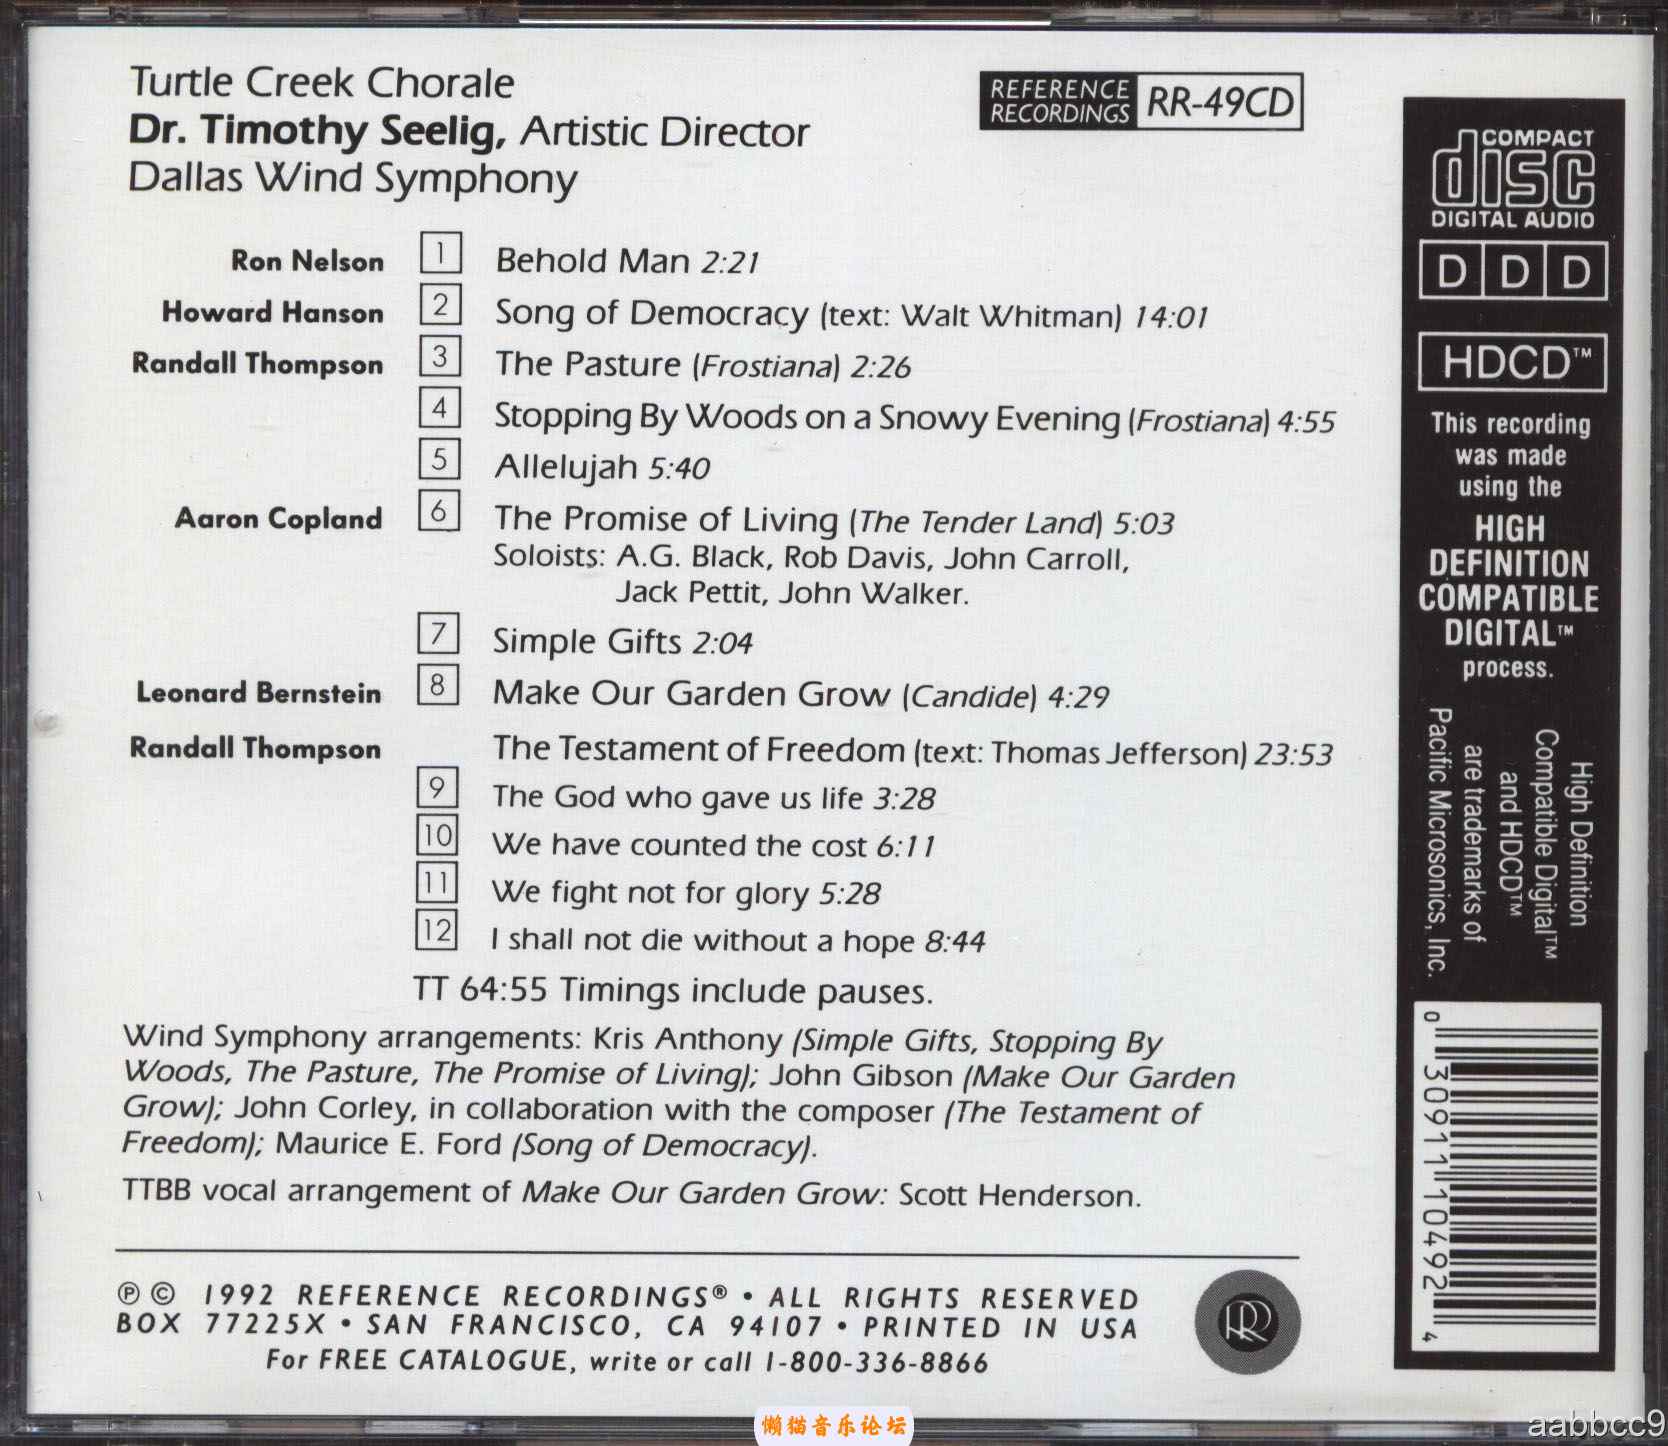 Turtle Creek Chorale
Dr. Timothy Seelig, Artistic Director
Dallas Wind Symphony
REFERENCE RECORDINGS RR-49CD
Ron Nelson 1 Behold Man 2:21
Howard Hanson 2 Song of Democracy (text: Walt Whitman) 14:01
Randall Thompson 3 The Pasture (Frostiana) 2:26
4 Stopping By Woods on a Snowy Evening (Frostiana) 4:55
5 Allelujah 5:40
Aaron Copland 6 The Promise of Living (The Tender Land) 5:03
Soloists: A.G. Black, Rob Davis, John Carroll,
Jack Pettit, John Walker.
7 Simple Gifts 2:04
Leonard Bernstein 8 Make Our Garden Grow (Candide) 4:29
Randall Thompson The Testament of Freedom (text: Thomas Jefferson) 23:53
9 The God who gave us life 3:28
10 We have counted the cost 6:11
11 We fight not for glory 5:28
12 I shall not die without a hope 8:44
TT 64:55 Timings include pauses.
Wind Symphony arrangements: Kris Anthony (Simple Gifts, Stopping By
Woods, The Pasture, The Promise of Living); John Gibson (Make Our Garden
Grow); John Corley, in collaboration with the composer (The Testament of
Freedom); Maurice E. Ford (Song of Democracy).
TTBB vocal arrangement of Make Our Garden Grow: Scott Henderson.
℗ © 1992 REFERENCE RECORDINGS® • ALL RIGHTS RESERVED
BOX 77225X • SAN FRANCISCO, CA 94107 • PRINTED IN USA
For FREE CATALOGUE, write or call 1-800-336-8866
RR
COMPACT
disc
DIGITAL AUDIO
D D D
HDCD™
This recording
was made
using the
HIGH
DEFINITION
COMPATIBLE
DIGITAL™
process.
High Definition
Compatible Digital™
and HDCD™
are trademarks of
Pacific Microsonics, Inc.
0 30911 10492 4
懒猫音乐论坛
aabbcc9